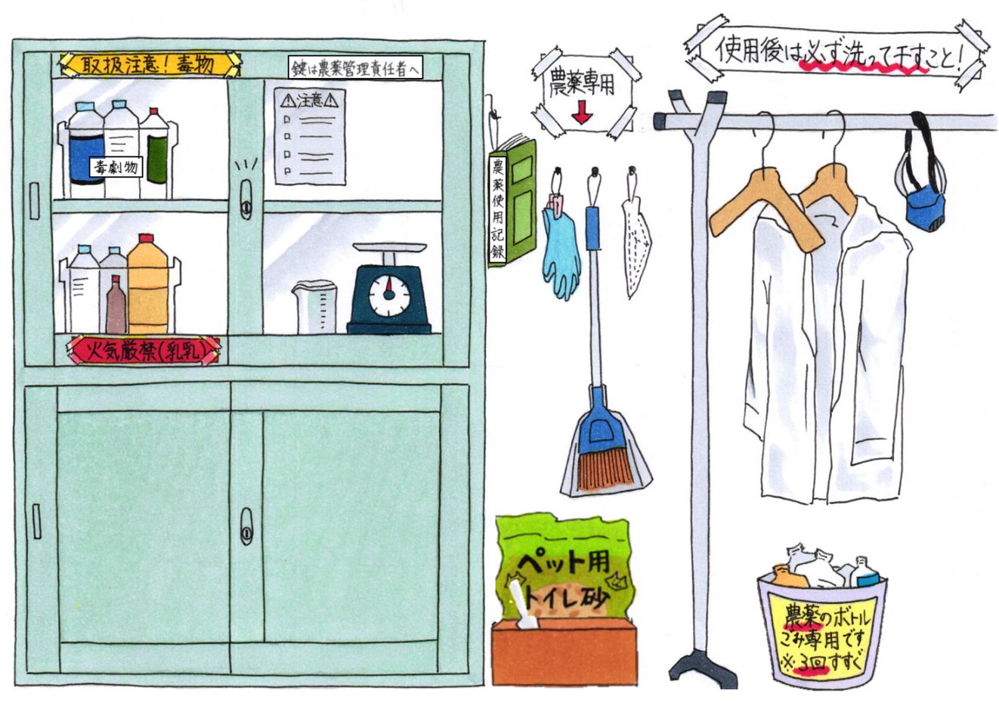 取扱注意！毒物
鍵は農薬管理責任者へ
⚠注意⚠
毒劇物
火気厳禁(乳乳)
農薬使用記録
農薬専用
使用後は必ず洗って干すこと！
ペット用
トイレ砂
農薬のボトル
ごみ専用です
※3回すすぐ